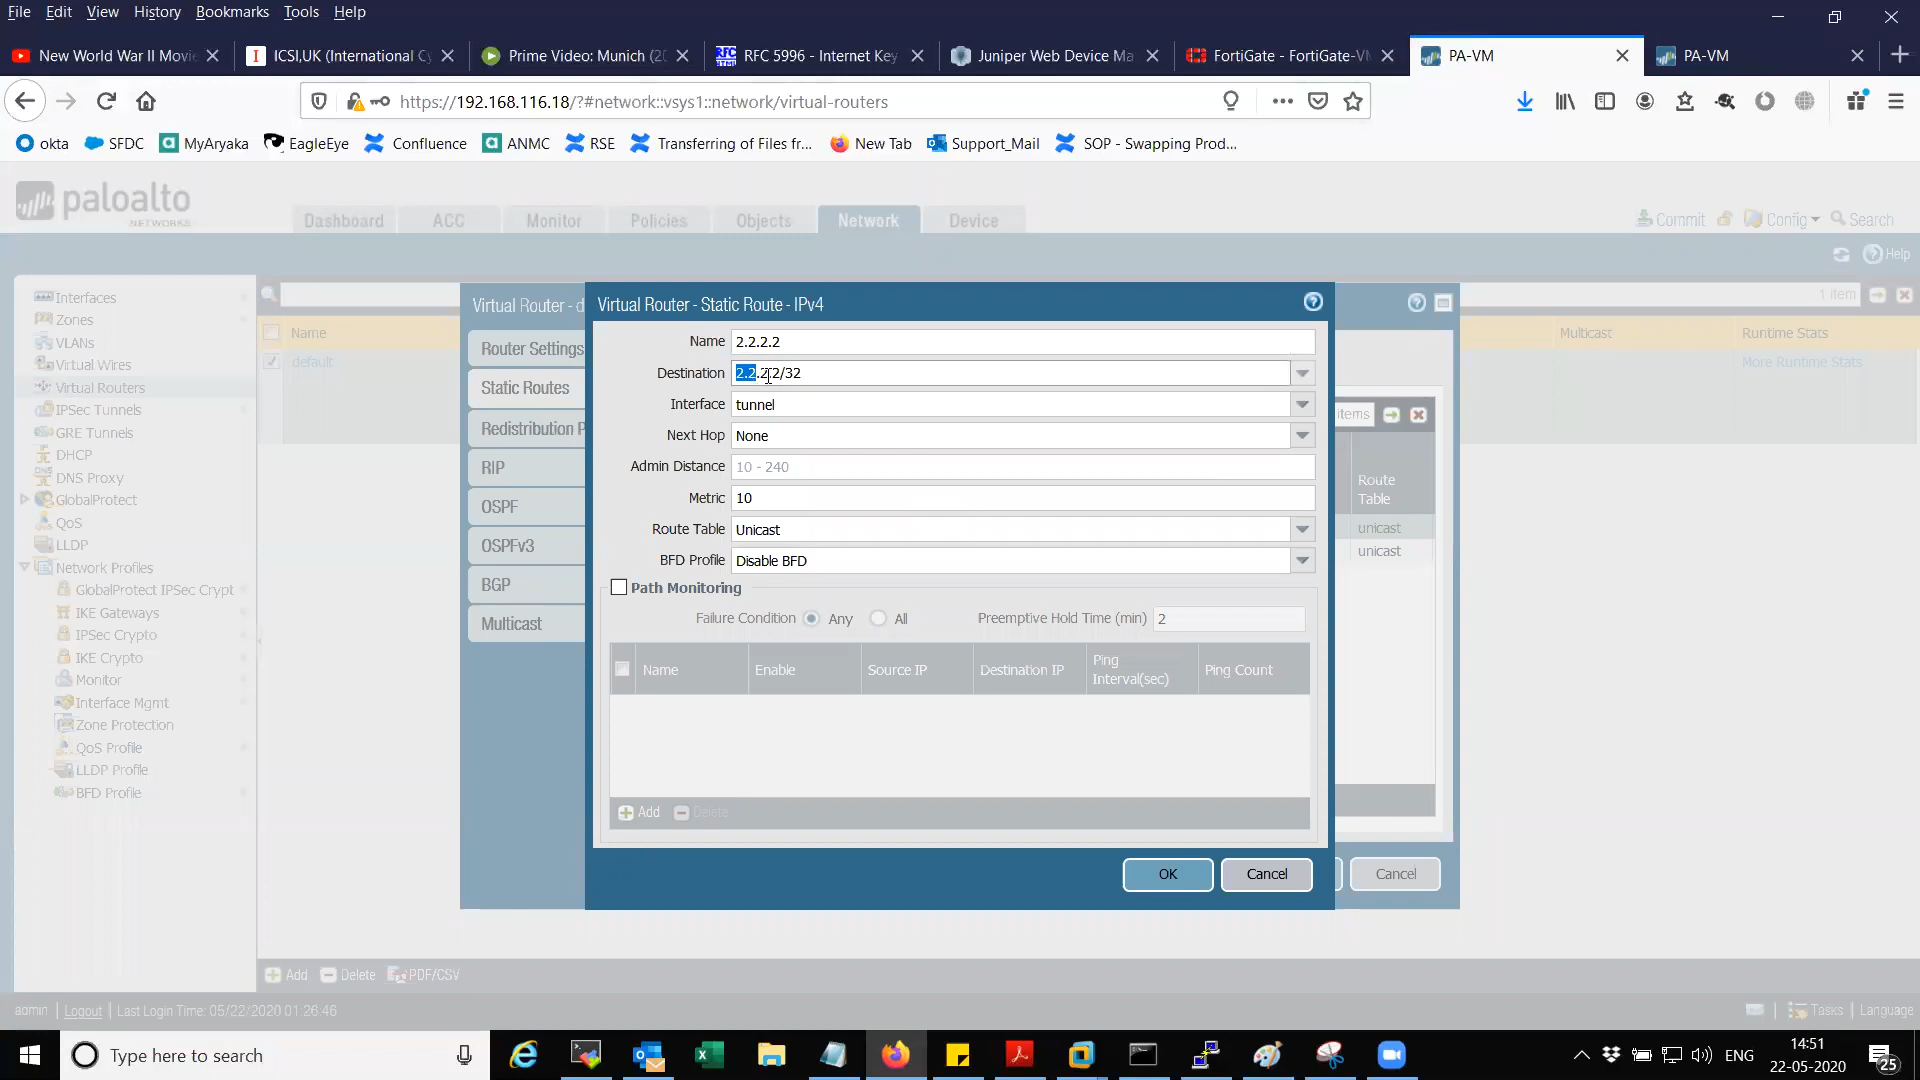 File Edit View History Bookmarks Tools Help
New World War II Movi
ICSI,UK (International Cy
Prime Video: Munich (20
RFC 5996 - Internet Key
Juniper Web Device Ma
FortiGate - FortiGate-VM
PA-VM
PA-VM
https://192.168.116.18/?#network::vsys1::network/virtual-routers
okta SFDC MyAryaka EagleEye Confluence ANMC RSE Transferring of Files fr... New Tab Support_Mail SOP - Swapping Prod...
paloalto
NETWORKS
Dashboard ACC Monitor Policies Objects Network Device
Commit Config Search
Help
Interfaces
Zones
VLANs
Virtual Wires
Virtual Routers
IPSec Tunnels
GRE Tunnels
DHCP
DNS Proxy
GlobalProtect
QoS
LLDP
Network Profiles
GlobalProtect IPSec Crypt
IKE Gateways
IPSec Crypto
IKE Crypto
Monitor
Interface Mgmt
Zone Protection
QoS Profile
LLDP Profile
BFD Profile
1 item
Name
Multicast
Runtime Stats
default
More Runtime Stats
Virtual Router - d
Router Settings
Static Routes
Redistribution P
RIP
OSPF
OSPFv3
BGP
Multicast
items
Route
Table
unicast
unicast
Cancel
Virtual Router - Static Route - IPv4
Name 2.2.2.2
Destination 2.2.2.2/32
Interface tunnel
Next Hop None
Admin Distance 10 - 240
Metric 10
Route Table Unicast
BFD Profile Disable BFD
Path Monitoring
Failure Condition Any All Preemptive Hold Time (min) 2
Name Enable Source IP Destination IP Ping Interval(sec) Ping Count
Add Delete
OK Cancel
Add Delete PDF/CSV
admin | Logout | Last Login Time: 05/22/2020 01:26:46
Tasks | Language
Type here to search
ENG
14:51
22-05-2020
25